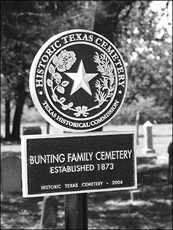 HISTORIC TEXAS CEMETERY
TEXAS HISTORICAL COMMISSION
BUNTING FAMILY CEMETERY
ESTABLISHED 1873
HISTORIC TEXAS CEMETERY - 2004